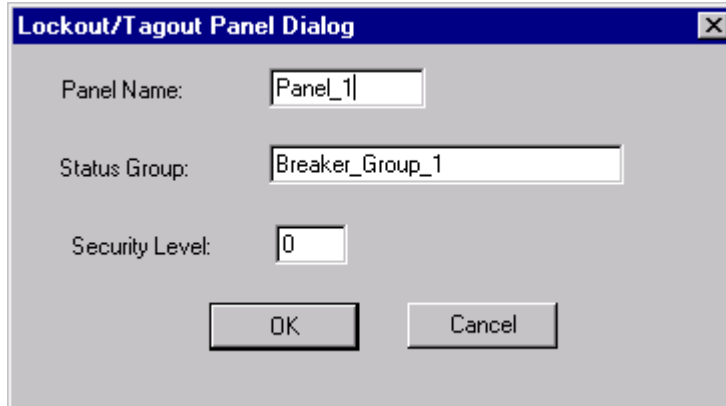 Lockout/Tagout Panel Dialog
Panel Name: Panel_1
Status Group: Breaker_Group_1
Security Level: 0
OK Cancel